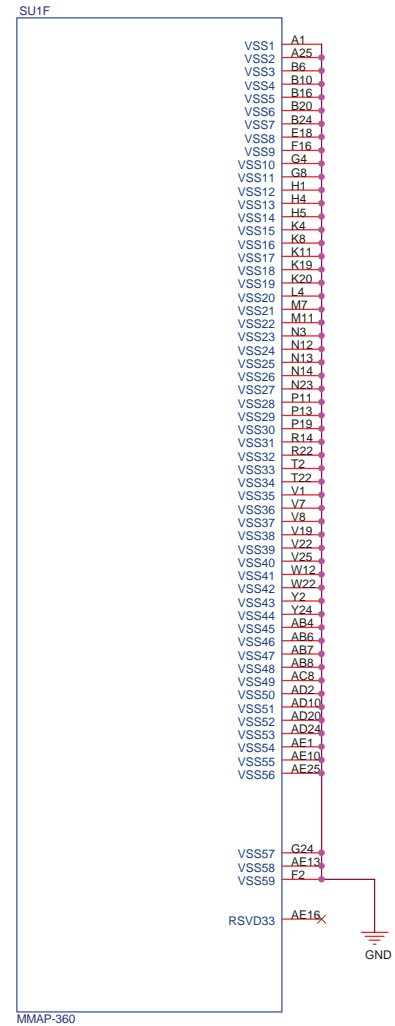 SU1F
VSS1 A1
VSS2 A25
VSS3 B6
VSS4 B10
VSS5 B16
VSS6 B20
VSS7 B24
VSS8 E18
VSS9 F16
VSS10 G4
VSS11 G8
VSS12 H1
VSS13 H4
VSS14 H5
VSS15 K4
VSS16 K8
VSS17 K11
VSS18 K19
VSS19 K20
VSS20 L4
VSS21 M7
VSS22 M11
VSS23 N3
VSS24 N12
VSS25 N13
VSS26 N14
VSS27 N23
VSS28 P11
VSS29 P13
VSS30 P19
VSS31 R14
VSS32 R22
VSS33 T2
VSS34 T22
VSS35 V1
VSS36 V7
VSS37 V8
VSS38 V19
VSS39 V22
VSS40 V25
VSS41 W12
VSS42 W22
VSS43 Y2
VSS44 Y24
VSS45 AB4
VSS46 AB6
VSS47 AB7
VSS48 AB8
VSS49 AC8
VSS50 AD2
VSS51 AD10
VSS52 AD20
VSS53 AD24
VSS54 AE1
VSS55 AE10
VSS56 AE25
VSS57 G24
VSS58 AE13
VSS59 F2
RSVD33 AE16
GND
MMAP-360